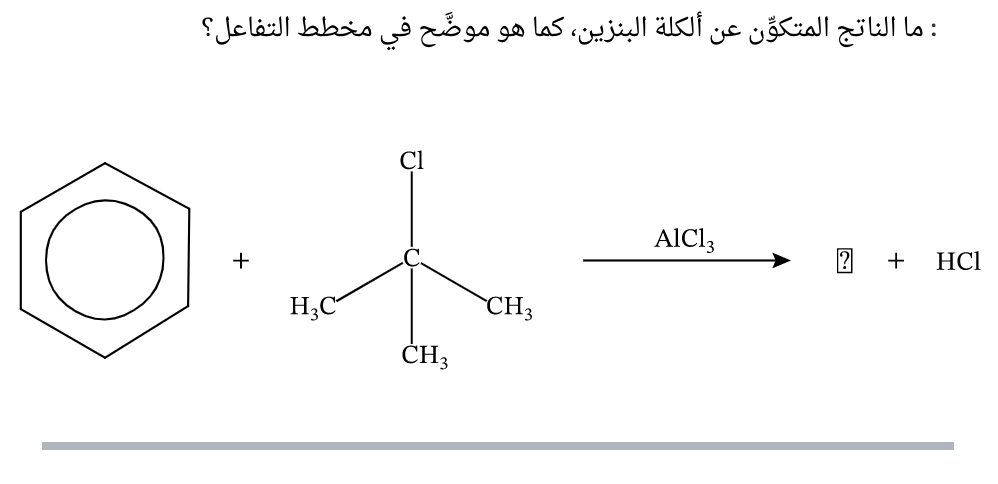 : ما الناتج المتكوِّن عن ألكلة البنزين، كما هو موضَّح في مخطط التفاعل؟
Cl
AlCl₃
+ C ? + HCl
H₃C CH₃
CH₃